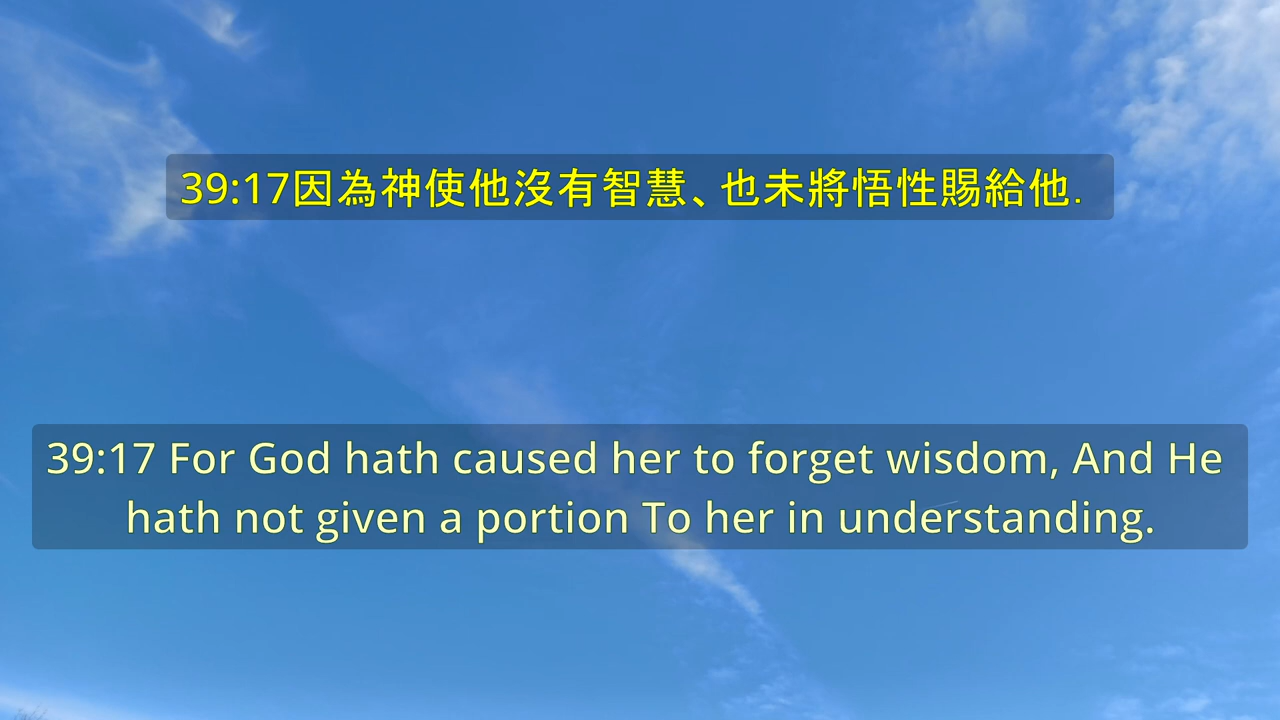 39:17因為神使他沒有智慧、也未將悟性賜給他.
39:17 For God hath caused her to forget wisdom, And He
hath not given a portion To her in understanding.